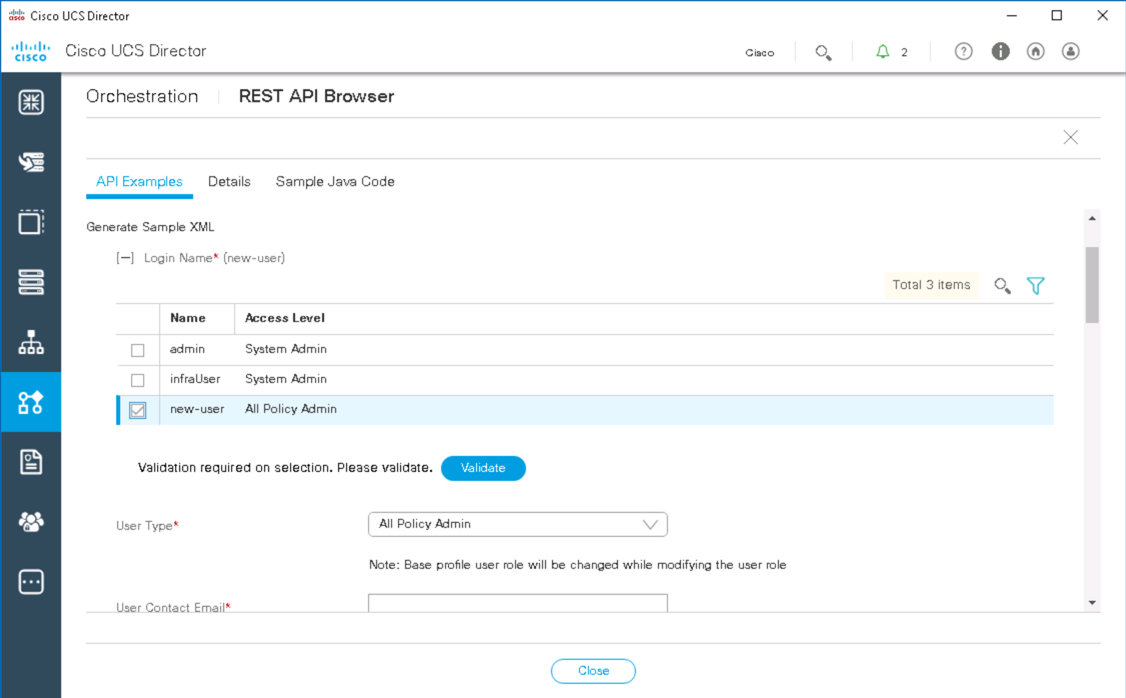 Cisco UCS Director
CISCO Cisco UCS Director Cisco 2
Orchestration REST API Browser
API Examples Details Sample Java Code
Generate Sample XML
[—] Login Name* (new-user)
Total 3 items
Name Access Level
admin System Admin
infraUser System Admin
new-user All Policy Admin
Validation required on selection. Please validate. Validate
User Type* All Policy Admin
Note: Base profile user role will be changed while modifying the user role
User Contact Email*
Close